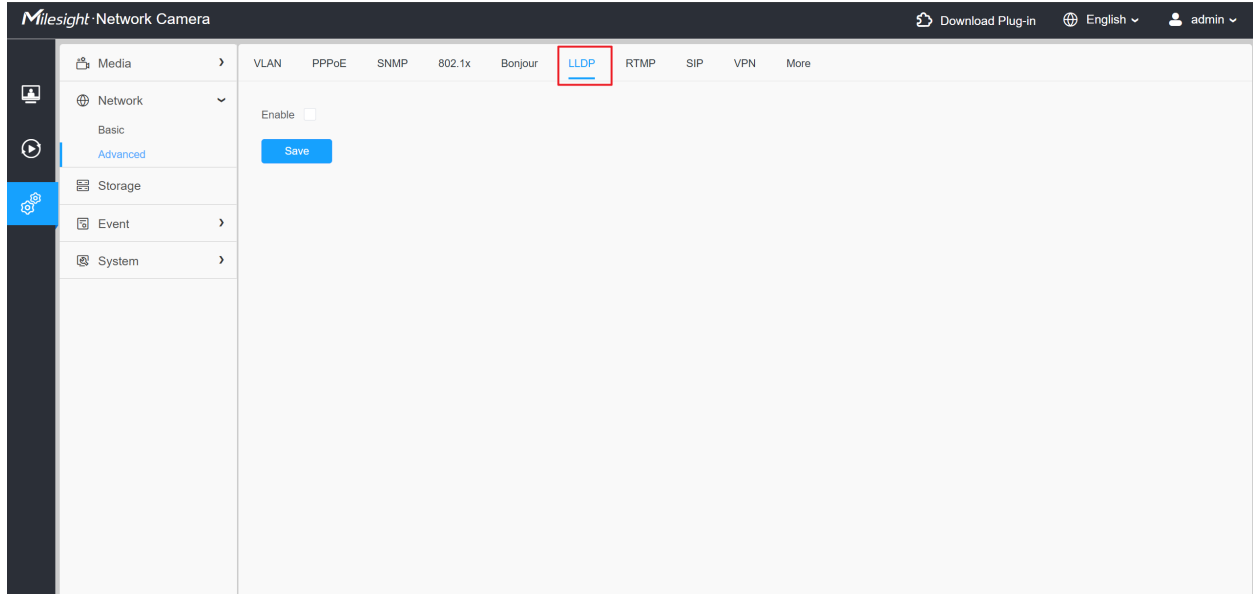 Milesight Network Camera
Download Plug-in
English
admin
Media
Network
Basic
Advanced
Storage
Event
System
VLAN PPPoE SNMP 802.1x Bonjour LLDP RTMP SIP VPN More
Enable
Save